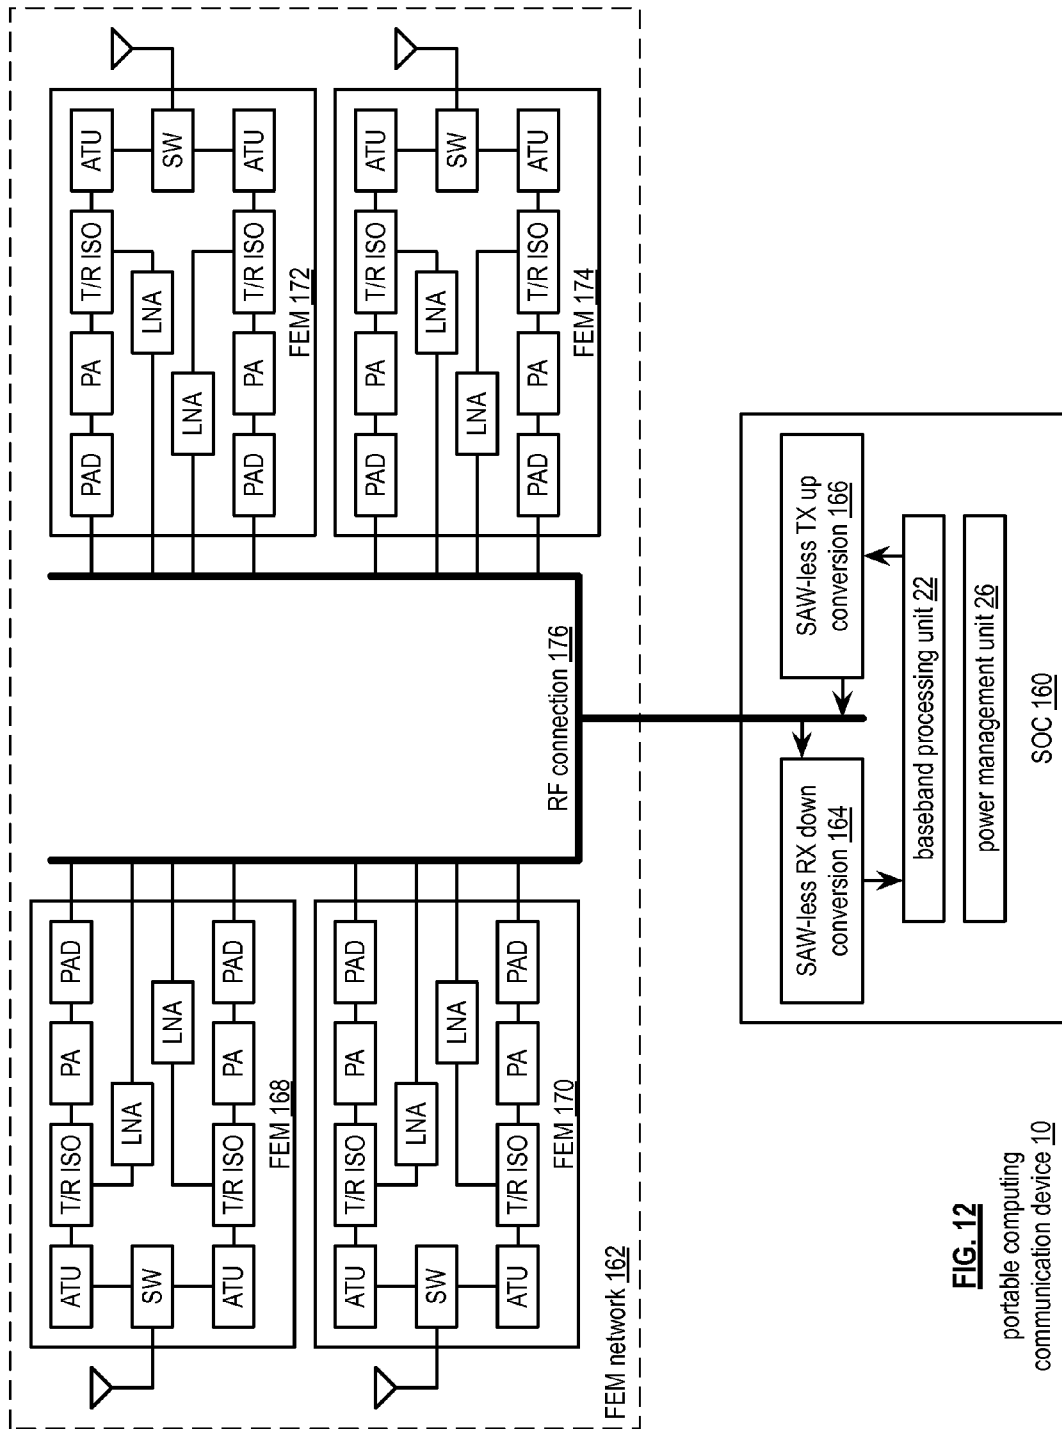 ATU
T/R ISO
PA
PAD
LNA
SW
LNA
ATU
T/R ISO
PA
PAD
FEM 168
PAD
PA
T/R ISO
ATU
LNA
SW
LNA
PAD
PA
T/R ISO
ATU
FEM 172
ATU
T/R ISO
PA
PAD
LNA
SW
LNA
ATU
T/R ISO
PA
PAD
FEM 170
PAD
PA
T/R ISO
ATU
LNA
SW
LNA
PAD
PA
T/R ISO
ATU
FEM 174
RF connection 176
FEM network 162
SAW-less RX down
conversion 164
SAW-less TX up
conversion 166
baseband processing unit 22
power management unit 26
SOC 160
FIG. 12
portable computing
communication device 10